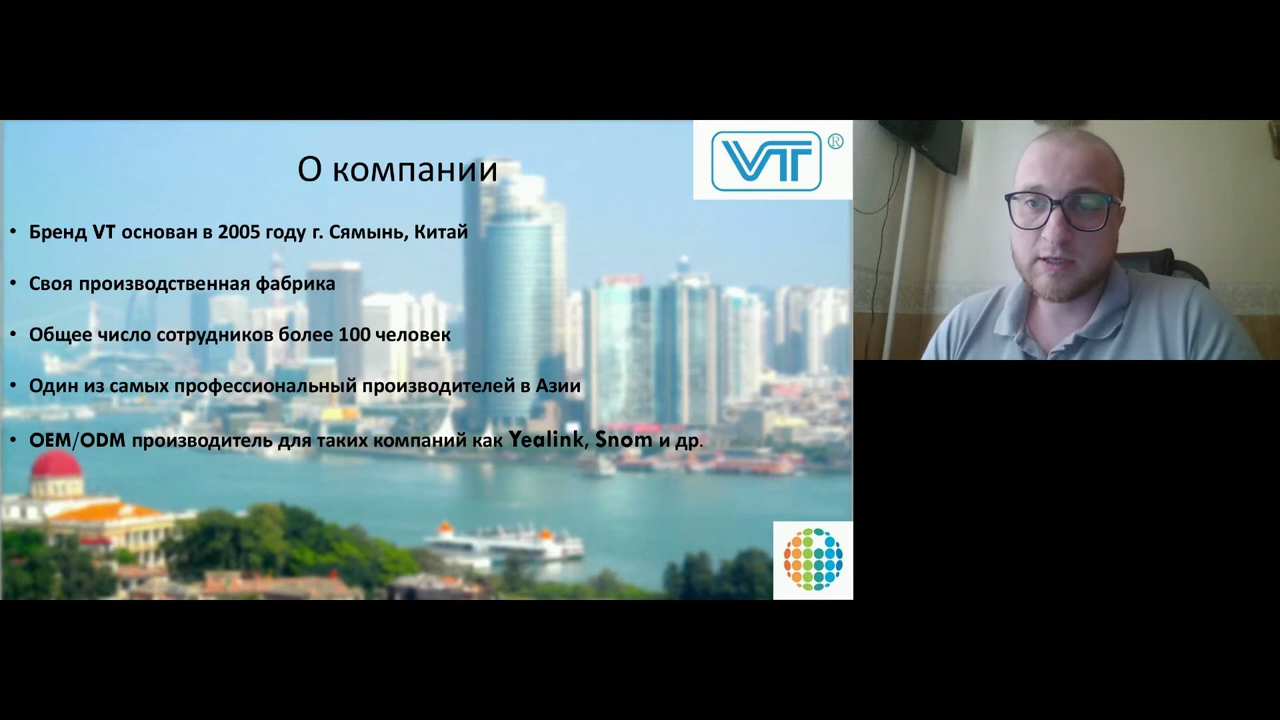 О компании
VT ®
• Бренд VT основан в 2005 году г. Сямынь, Китай
• Своя производственная фабрика
• Общее число сотрудников более 100 человек
• Один из самых профессиональный производителей в Азии
• OEM/ODM производитель для таких компаний как Yealink, Snom и др.